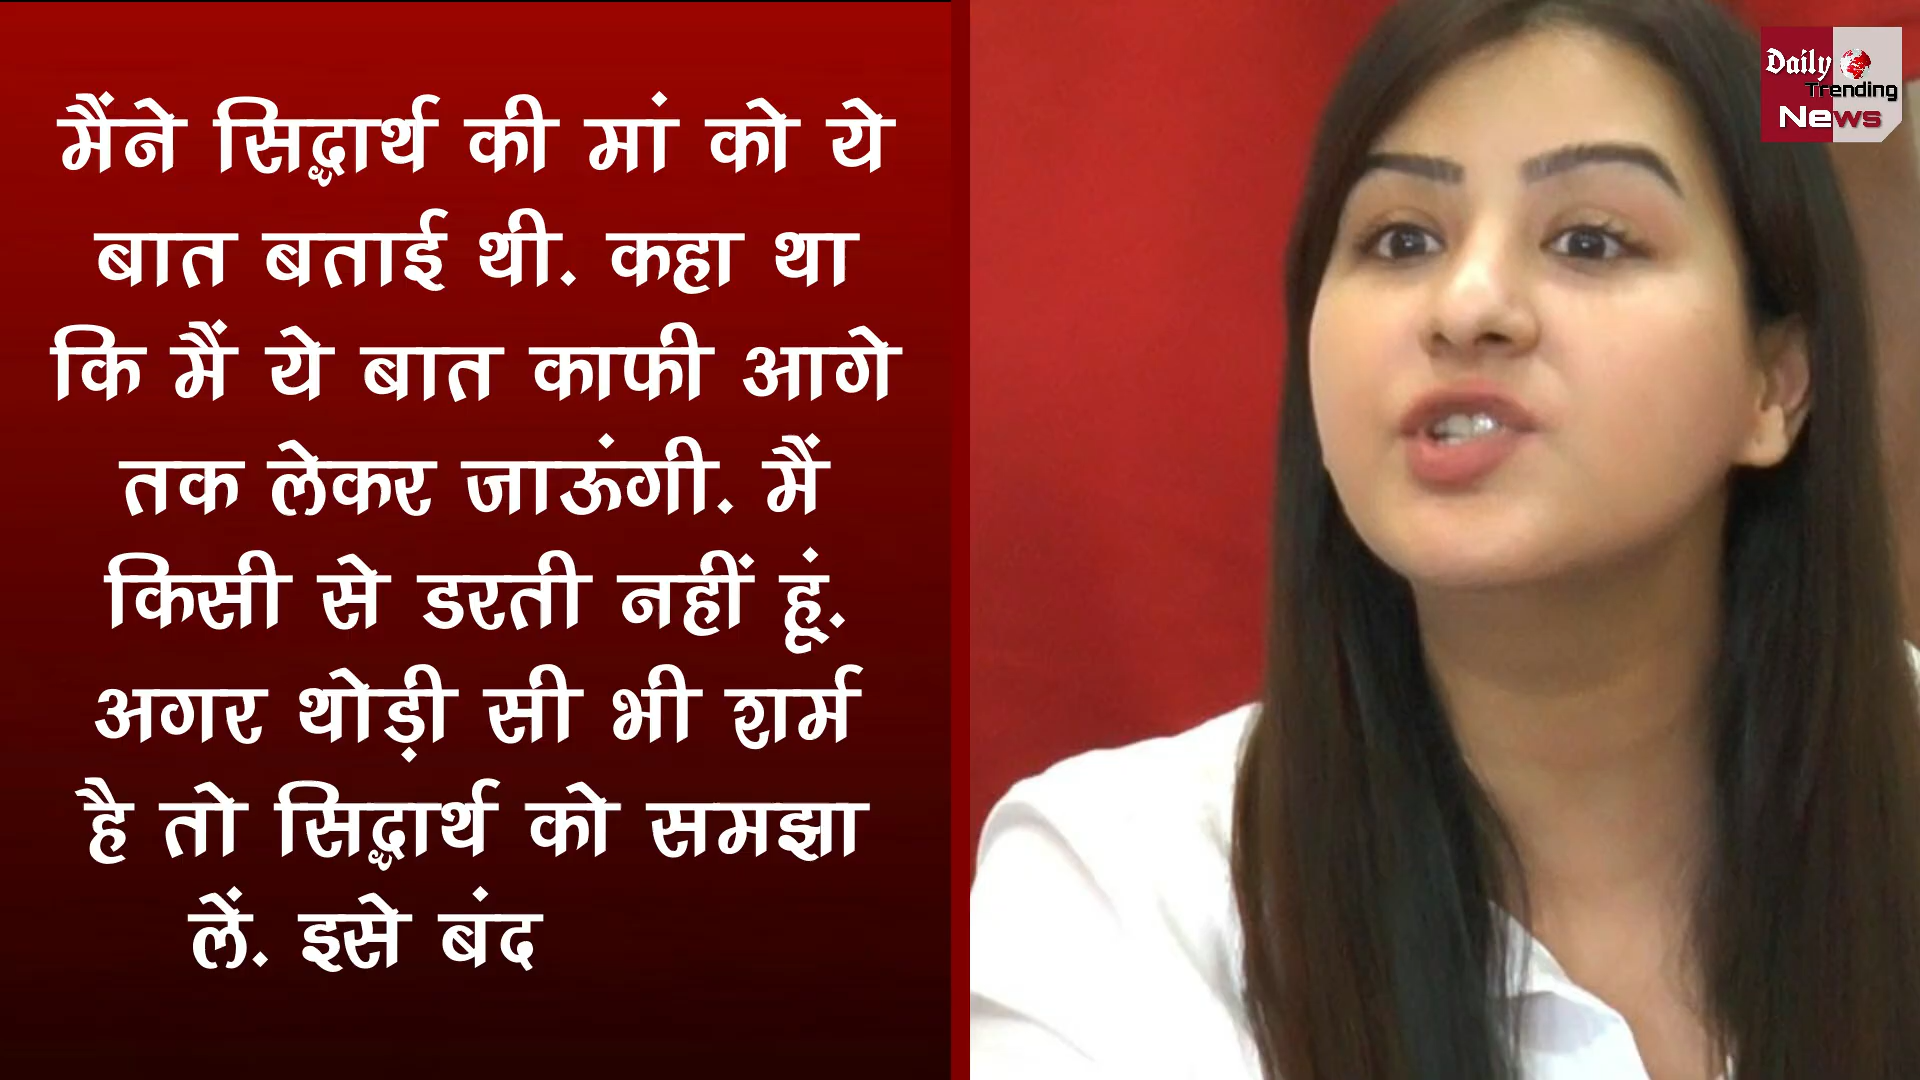 मैंने सिद्धार्थ की मां को ये
बात बताई थी. कहा था
कि मैं ये बात काफी आगे
तक लेकर जाऊंगी. मैं
किसी से डरती नहीं हूं.
अगर थोड़ी सी भी शर्म
है तो सिद्धार्थ को समझा
लें. इसे बंद
Daily
Trending
News